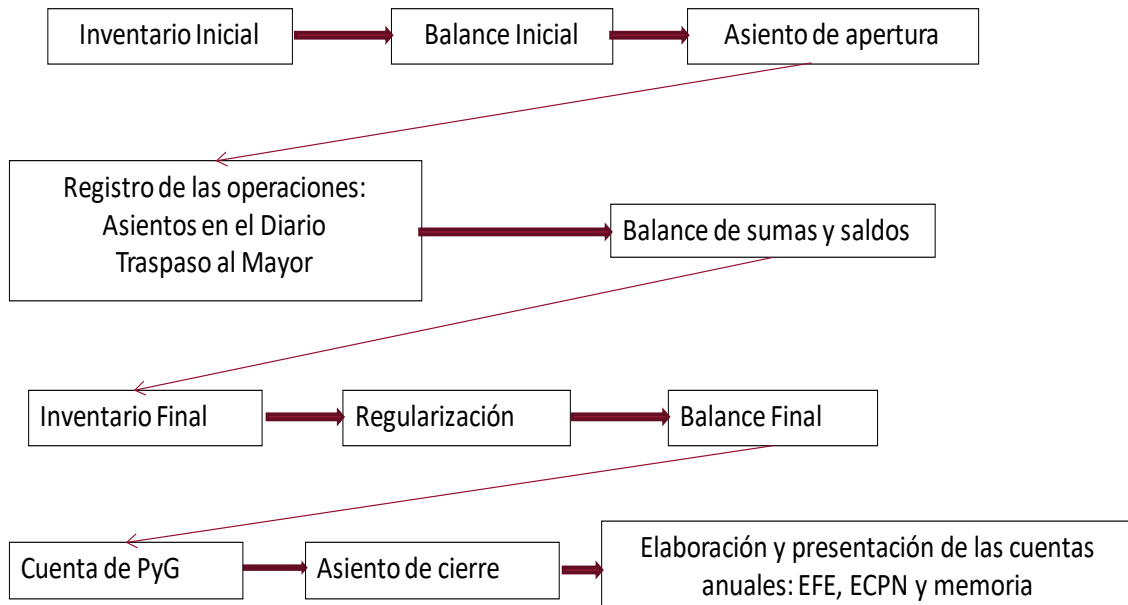 Inventario Inicial
Balance Inicial
Asiento de apertura
Registro de las operaciones:
Asientos en el Diario
Traspaso al Mayor
Balance de sumas y saldos
Inventario Final
Regularización
Balance Final
Cuenta de PyG
Asiento de cierre
Elaboración y presentación de las cuentas
anuales: EFE, ECPN y memoria